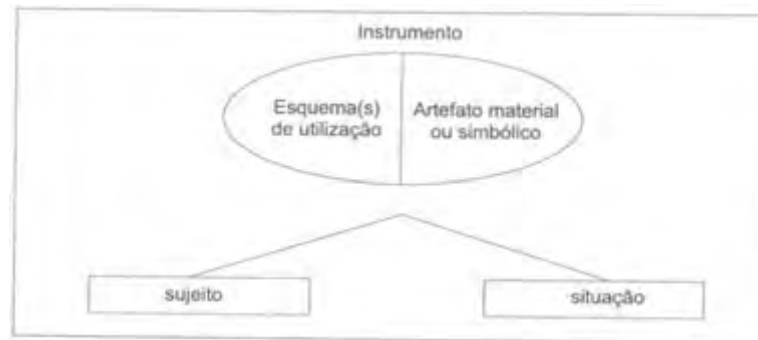 Instrumento
Esquema(s)
de utilização
Artefato material
ou simbólico
sujeito
situação